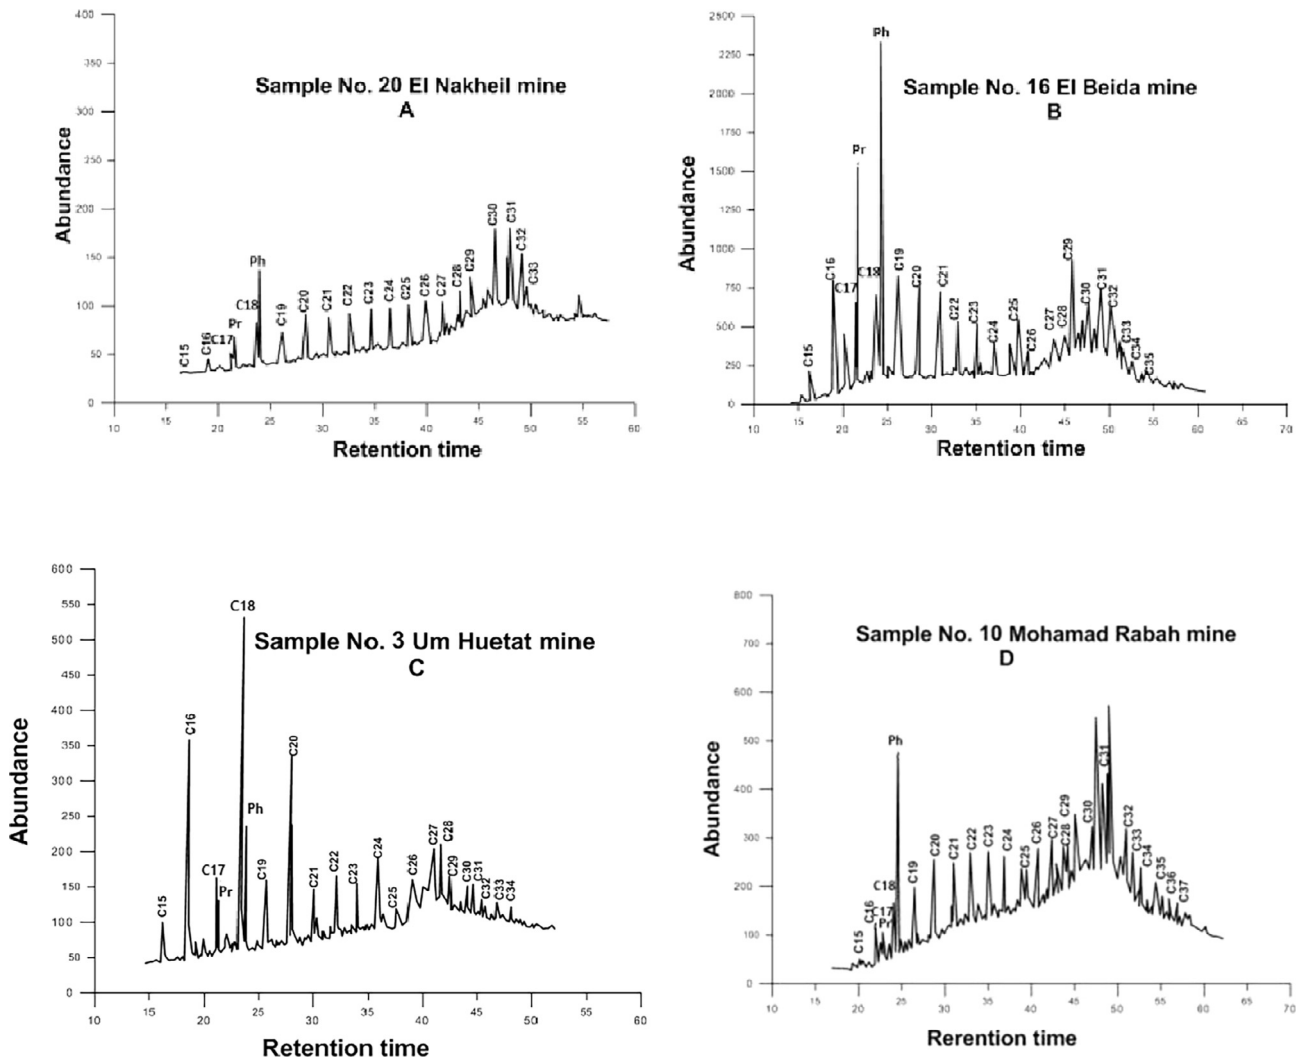 400
350
300
250
200
150
100
50
0
Abundance
Sample No. 20 El Nakheil mine
A
C15
C16
C17
Pr
C18
Ph
C19
C20
C21
C22
C23
C24
C25
C26
C27
C28
C29
C30
C31
C32
C33
10 15 20 25 30 35 40 45 50 55 60
Retention time
2500
2250
2000
1750
1500
1250
1000
750
500
250
0
Abundance
Sample No. 16 El Beida mine
B
C15
C16
C17
Pr
C18
Ph
C19
C20
C21
C22
C23
C24
C25
C26
C27
C28
C29
C30
C31
C32
C33
C34
C35
10 15 20 25 30 35 40 45 50 55 60 65 70
Retention time
600
550
500
450
400
350
300
250
200
150
100
50
0
Abundance
Sample No. 3 Um Huetat mine
C
C15
C16
C17
Pr
C18
Ph
C19
C20
C21
C22
C23
C24
C25
C26
C27
C28
C29
C30
C31
C32
C33
C34
10 15 20 25 30 35 40 45 50 55 60
Retention time
800
700
600
500
400
300
200
100
0
Abundance
Sample No. 10 Mohamad Rabah mine
D
C15
C16
C17
Pr
C18
Ph
C19
C20
C21
C22
C23
C24
C25
C26
C27
C28
C29
C30
C31
C32
C33
C34
C35
C36
C37
10 15 20 25 30 35 40 45 50 55 60 65 70
Rerention time